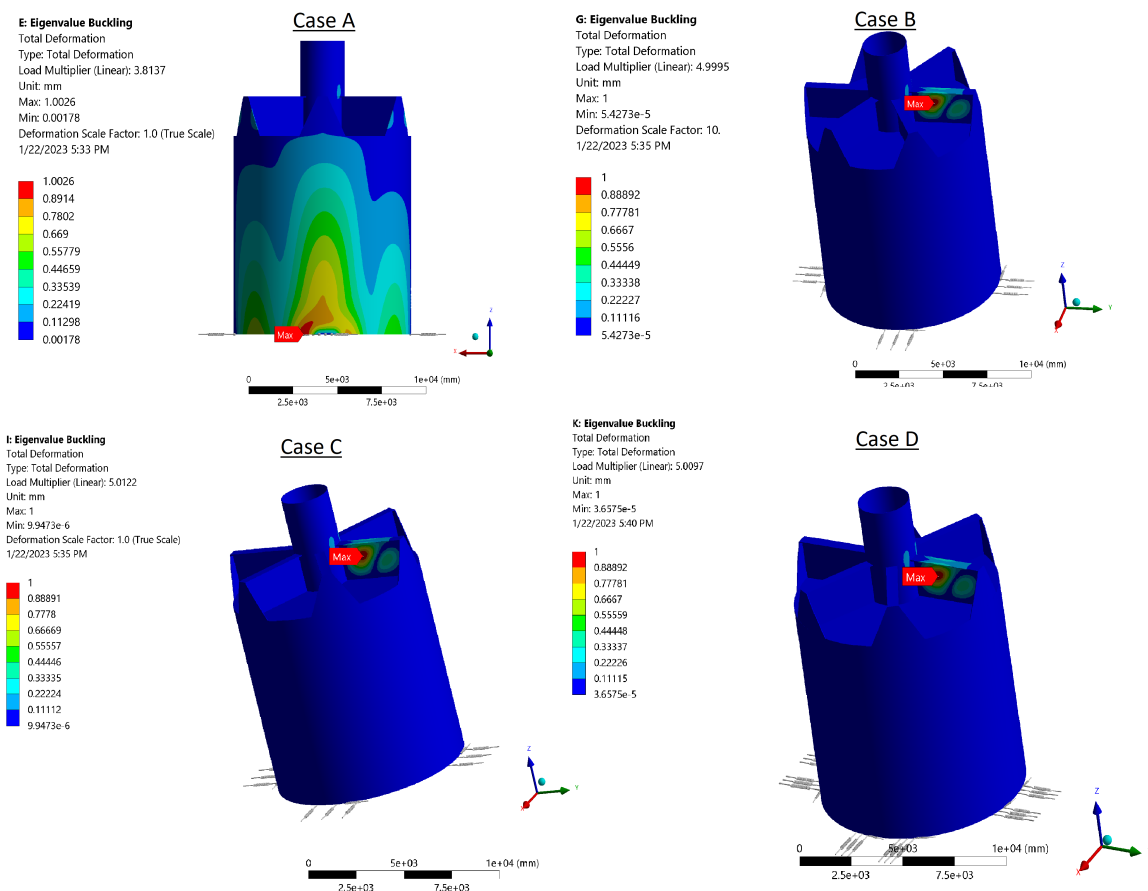 Case A
E: Eigenvalue Buckling
Total Deformation
Type: Total Deformation
Load Multiplier (Linear): 3.8137
Unit: mm
Max: 1.0026
Min: 0.00178
Deformation Scale Factor: 1.0 (True Scale)
1/22/2023 5:33 PM
1.0026
0.8914
0.7802
0.669
0.55779
0.44659
0.33539
0.22419
0.11298
0.00178
Max
Z
X
0
5e+03
1e+04 (mm)
2.5e+03
7.5e+03
Case B
G: Eigenvalue Buckling
Total Deformation
Type: Total Deformation
Load Multiplier (Linear): 4.9995
Unit: mm
Max: 1
Min: 5.4273e-5
Deformation Scale Factor: 10.
1/22/2023 5:35 PM
1
0.88892
0.77781
0.6667
0.5556
0.44449
0.33338
0.22227
0.11116
5.4273e-5
Max
Z
Y
X
0
5e+03
1e+04 (mm)
2.5e+03
7.5e+03
Case C
I: Eigenvalue Buckling
Total Deformation
Type: Total Deformation
Load Multiplier (Linear): 5.0122
Unit: mm
Max: 1
Min: 9.9473e-6
Deformation Scale Factor: 1.0 (True Scale)
1/22/2023 5:35 PM
1
0.88891
0.7778
0.66669
0.55557
0.44446
0.33335
0.22224
0.11112
9.9473e-6
Max
Z
Y
X
0
5e+03
1e+04 (mm)
2.5e+03
7.5e+03
Case D
K: Eigenvalue Buckling
Total Deformation
Type: Total Deformation
Load Multiplier (Linear): 5.0097
Unit: mm
Max: 1
Min: 3.6575e-5
1/22/2023 5:40 PM
1
0.88892
0.77781
0.6667
0.55559
0.44448
0.33337
0.22226
0.11115
3.6575e-5
Max
Z
X
0
5e+03
1e+04 (mm)
2.5e+03
7.5e+03